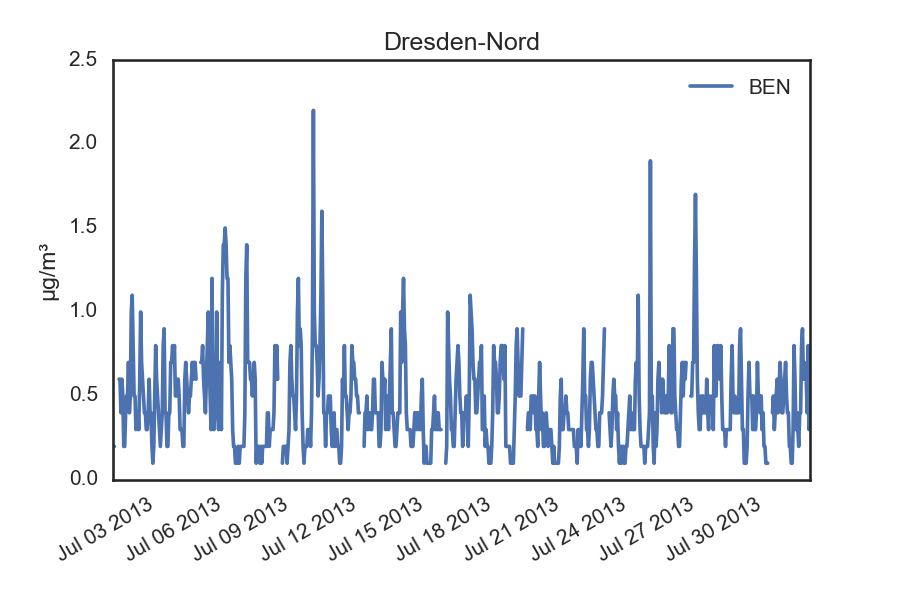 Dresden-Nord
BEN
µg/m³
2.5
2.0
1.5
1.0
0.5
0.0
Jul 03 2013
Jul 06 2013
Jul 09 2013
Jul 12 2013
Jul 15 2013
Jul 18 2013
Jul 21 2013
Jul 24 2013
Jul 27 2013
Jul 30 2013